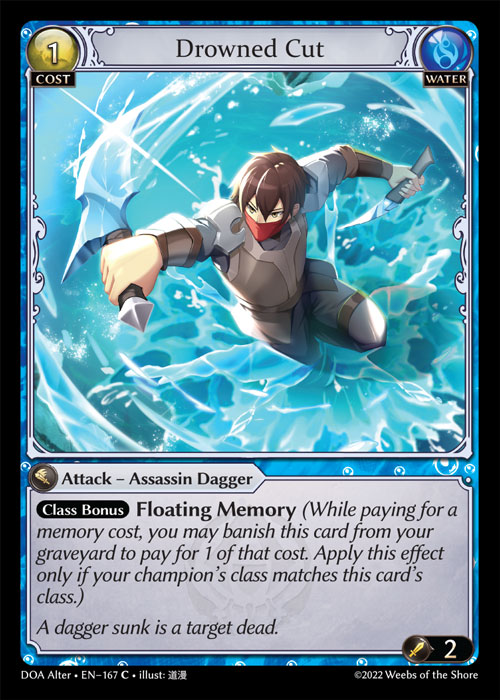 1
Drowned Cut
COST
WATER
Attack – Assassin Dagger
Class Bonus Floating Memory (While paying for a
memory cost, you may banish this card from your
graveyard to pay for 1 of that cost. Apply this effect
only if your champion's class matches this card's
class.)
A dagger sunk is a target dead.
2
DOA Alter • EN–167 C • illust: 道漫
©2022 Weebs of the Shore